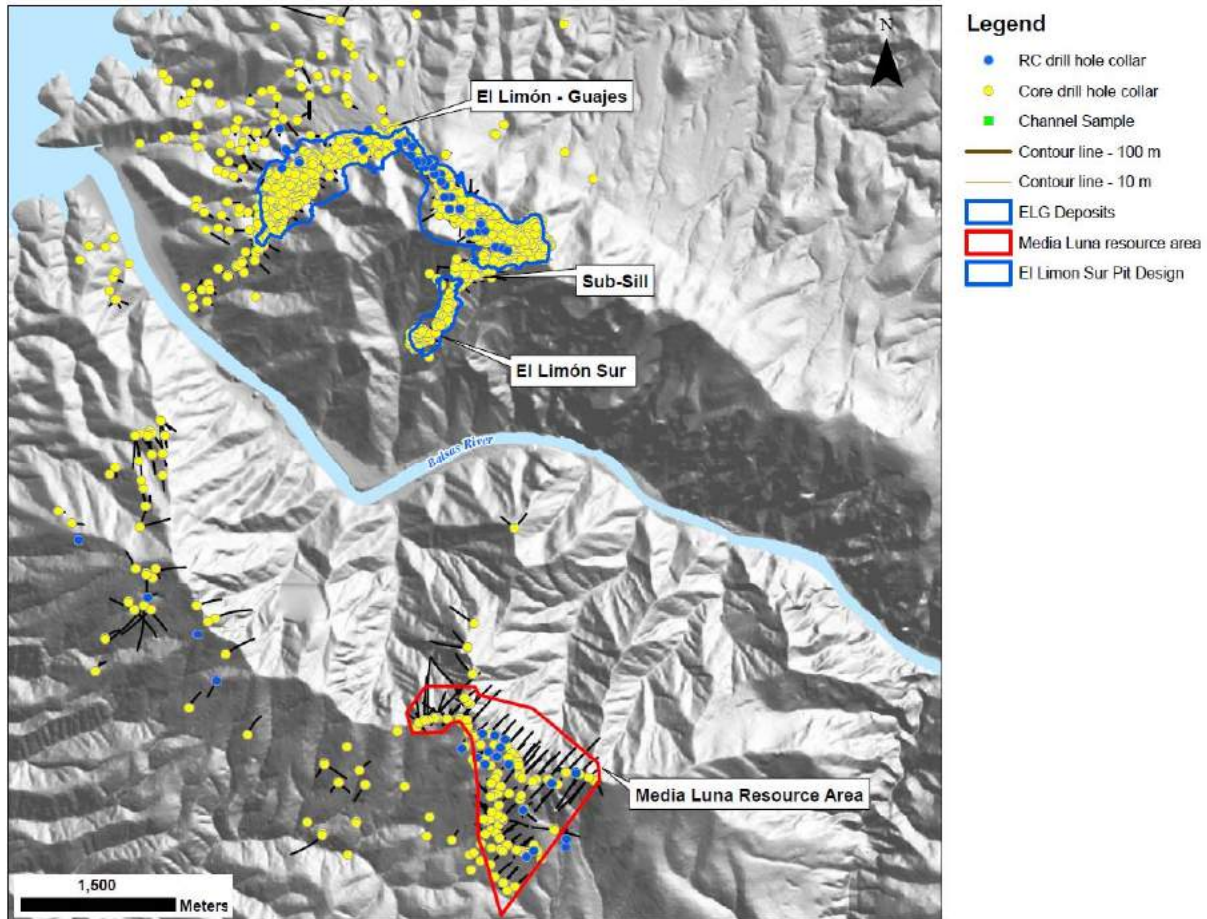 N
El Limón - Guajes
Sub-Sill
El Limón Sur
Balsas River
Media Luna Resource Area
1,500
Meters
Legend
RC drill hole collar
Core drill hole collar
Channel Sample
Contour line - 100 m
Contour line - 10 m
ELG Deposits
Media Luna resource area
El Limon Sur Pit Design